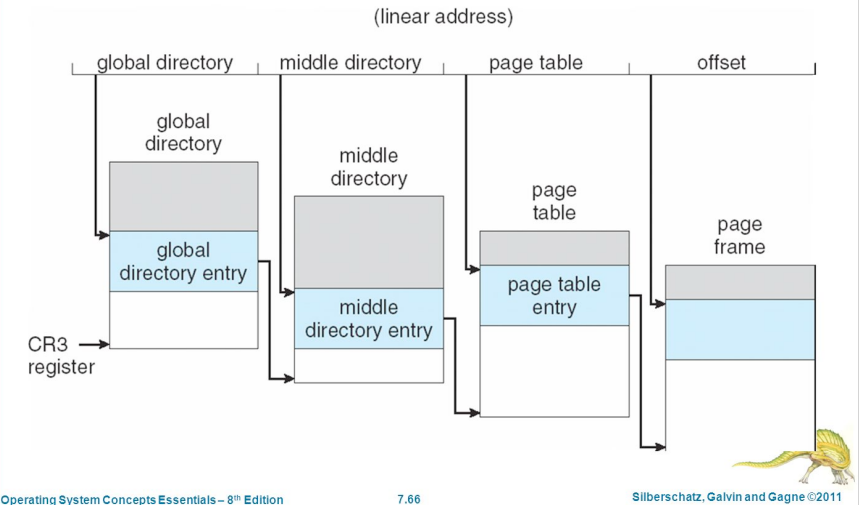 (linear address)
global directory
middle directory
page table
offset
global
directory
middle
directory
page
table
page
frame
global
directory entry
middle
directory entry
page table
entry
CR3
register
Operating System Concepts Essentials – 8th Edition
7.66
Silberschatz, Galvin and Gagne ©2011